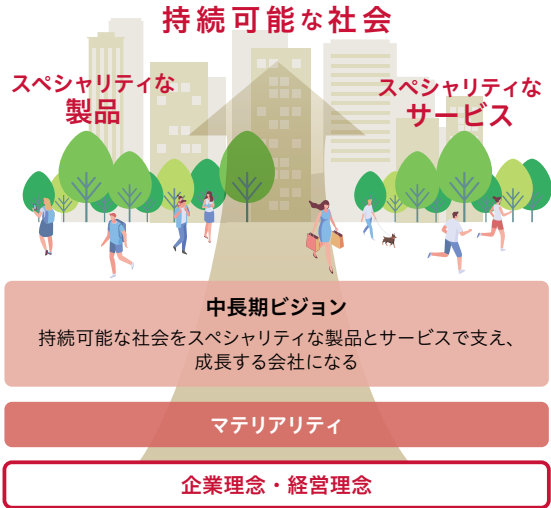 持続可能な社会
スペシャリティな
製品
スペシャリティな
サービス
中長期ビジョン
持続可能な社会をスペシャリティな製品とサービスで支え、
成長する会社になる
マテリアリティ
企業理念・経営理念